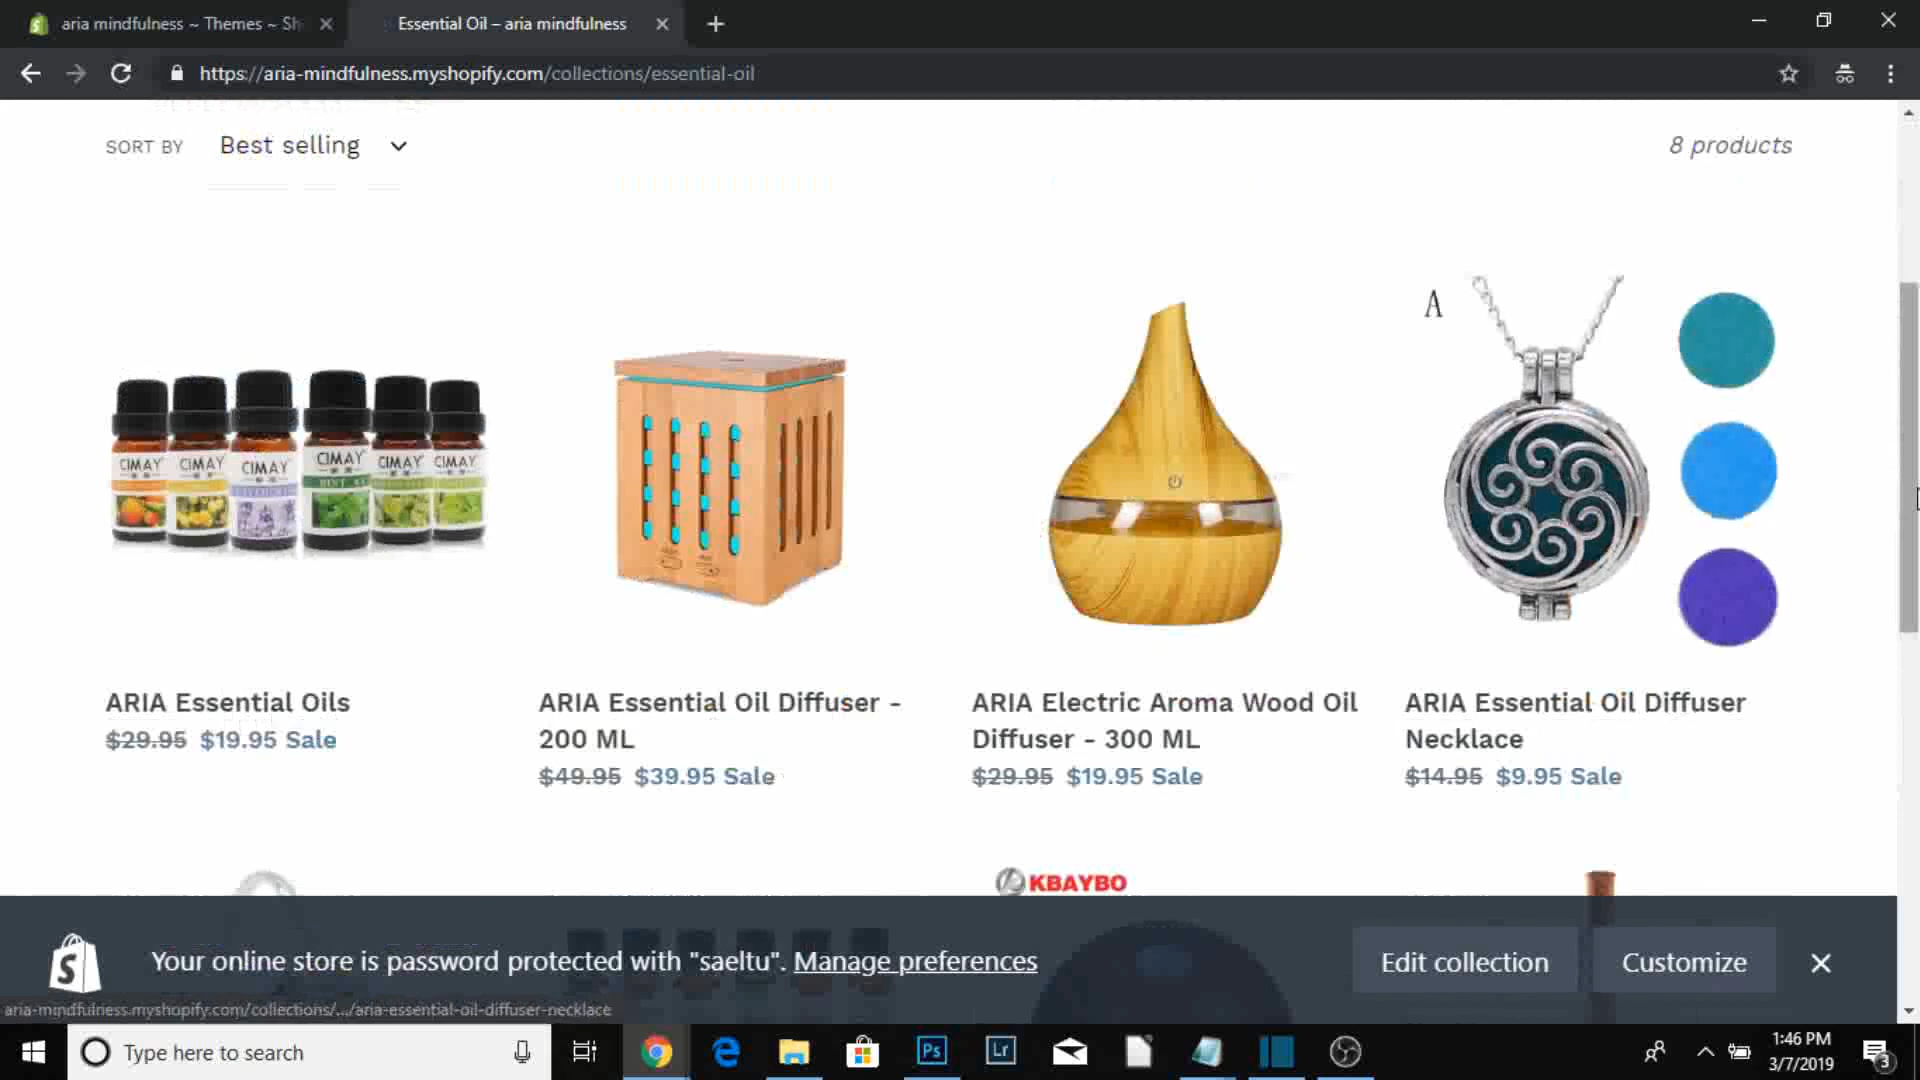 aria mindfulness ~ Themes ~ Sh
Essential Oil – aria mindfulness
https://aria-mindfulness.myshopify.com/collections/essential-oil
SORT BY Best selling
8 products
A
CIMAY CIMAY CIMAY CIMAY CIMAY CIMAY
ARIA Essential Oils
$29.95 $19.95 Sale
ARIA Essential Oil Diffuser -
200 ML
$49.95 $39.95 Sale
ARIA Electric Aroma Wood Oil
Diffuser - 300 ML
$29.95 $19.95 Sale
ARIA Essential Oil Diffuser
Necklace
$14.95 $9.95 Sale
KBAYBO
Your online store is password protected with "saeltu". Manage preferences
Edit collection
Customize
aria-mindfulness.myshopify.com/collections/.../aria-essential-oil-diffuser-necklace
Type here to search
Ps
Lr
1:46 PM
3/7/2019
3